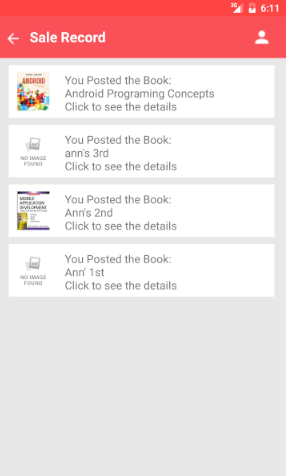 3G
6:11
Sale Record
ANDROID
You Posted the Book:
Android Programing Concepts
Click to see the details
NO IMAGE
FOUND
You Posted the Book:
ann's 3rd
Click to see the details
MOBILE
APPLICATION
DEVELOPMENT
You Posted the Book:
Ann's 2nd
Click to see the details
NO IMAGE
FOUND
You Posted the Book:
Ann' 1st
Click to see the details